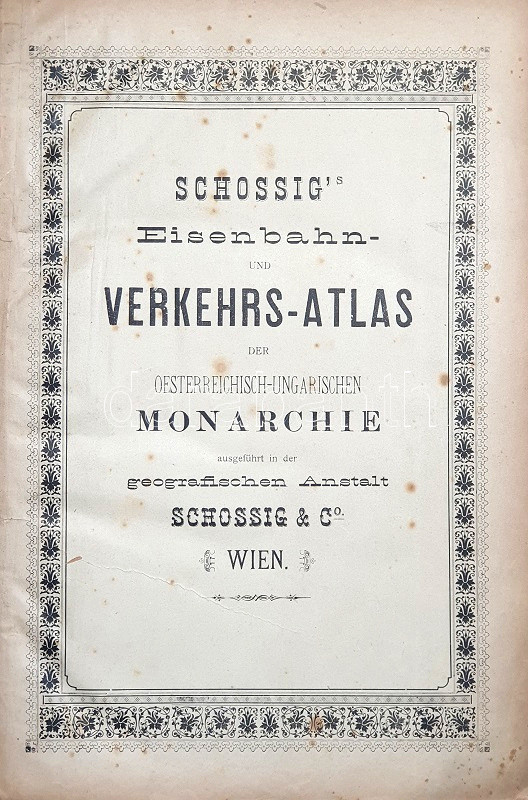 SCHOSSIG'S
Eisenbahn-
UND
VERKEHRS-ATLAS
DER
OESTERREICHISCH-UNGARISCHEN
MONARCHIE
ausgeführt in der
geografischen Anstalt
SCHOSSIG & Co.
WIEN.